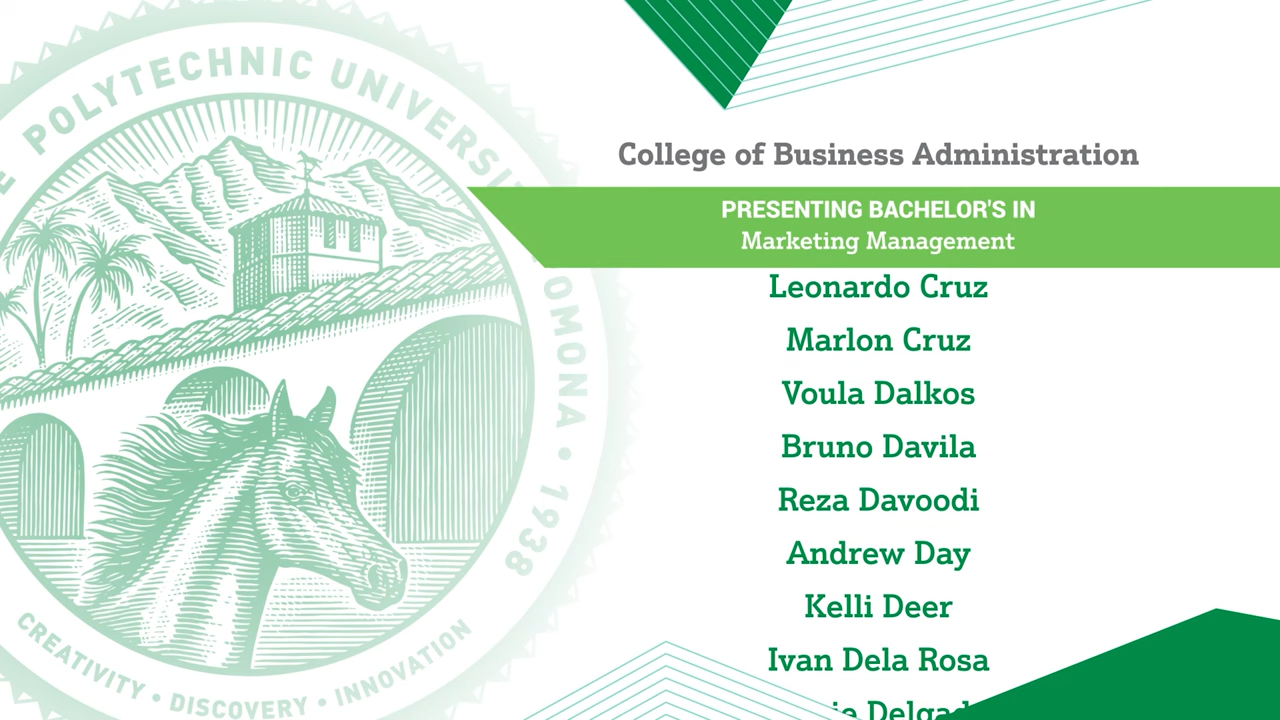 POLYTECHNIC UNIVERSI
OMONA • 1938
CREATIVITY • DISCOVERY • INNOVATION
College of Business Administration
PRESENTING BACHELOR'S IN
Marketing Management
Leonardo Cruz
Marlon Cruz
Voula Dalkos
Bruno Davila
Reza Davoodi
Andrew Day
Kelli Deer
Ivan Dela Rosa